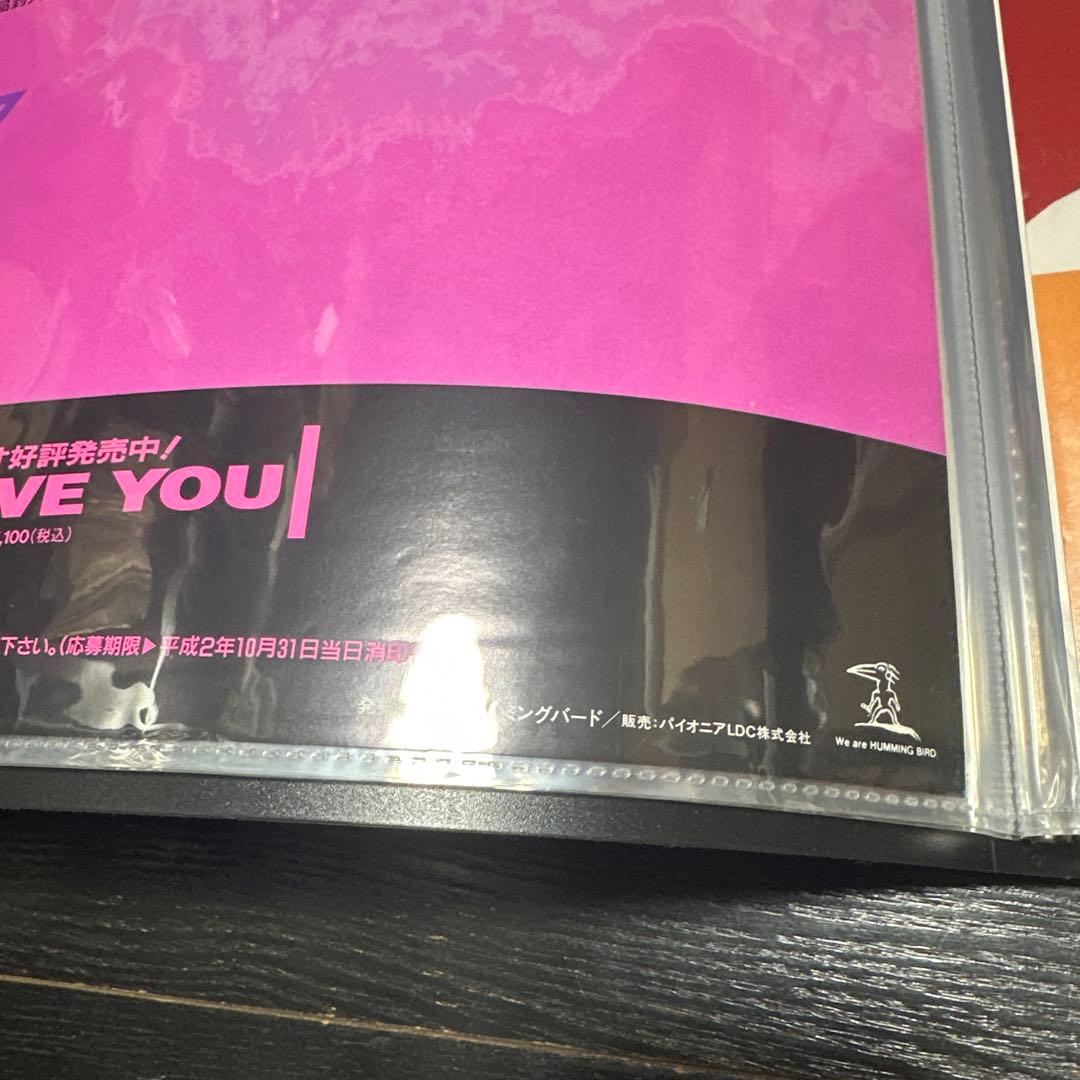 好評発売中!
VE YOU
,100(税込)
下さい。(応募期限▶平成2年10月31日当日消印
発
ミングバード/販売:パイオニアLDC株式会社
We are HUMMING BIRD